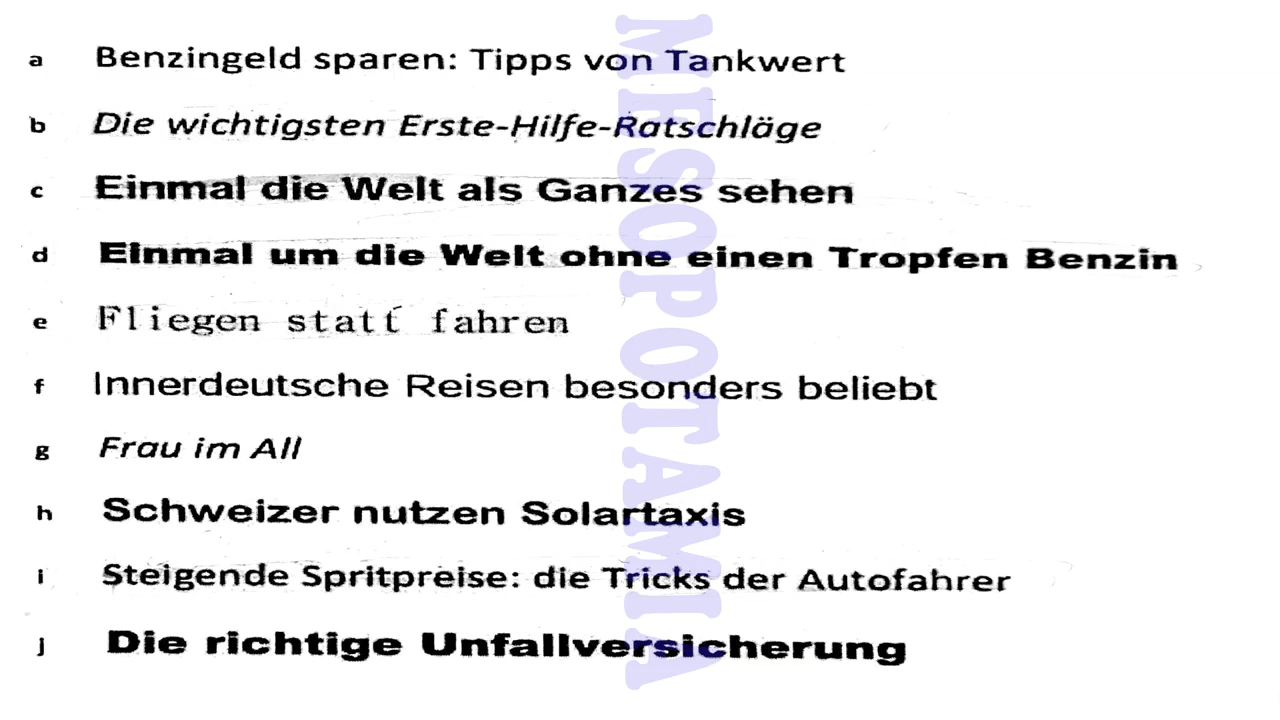 a Benzingeld sparen: Tipps von Tankwert
b Die wichtigsten Erste-Hilfe-Ratschläge
c Einmal die Welt als Ganzes sehen
d Einmal um die Welt ohne einen Tropfen Benzin
e Fliegen statt fahren
f Innerdeutsche Reisen besonders beliebt
g Frau im All
h Schweizer nutzen Solartaxis
i Steigende Spritpreise: die Tricks der Autofahrer
j Die richtige Unfallversicherung
MESOPOTAMIA